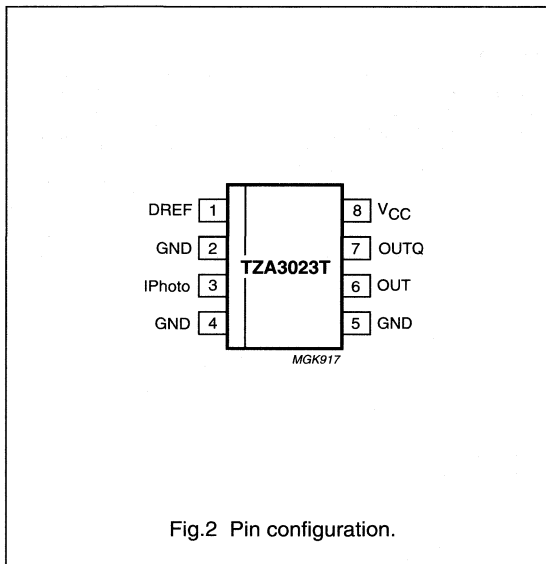 DREF 1 8 VCC
GND 2 7 OUTQ
TZA3023T
IPhoto 3 6 OUT
GND 4 5 GND
MGK917
Fig.2 Pin configuration.